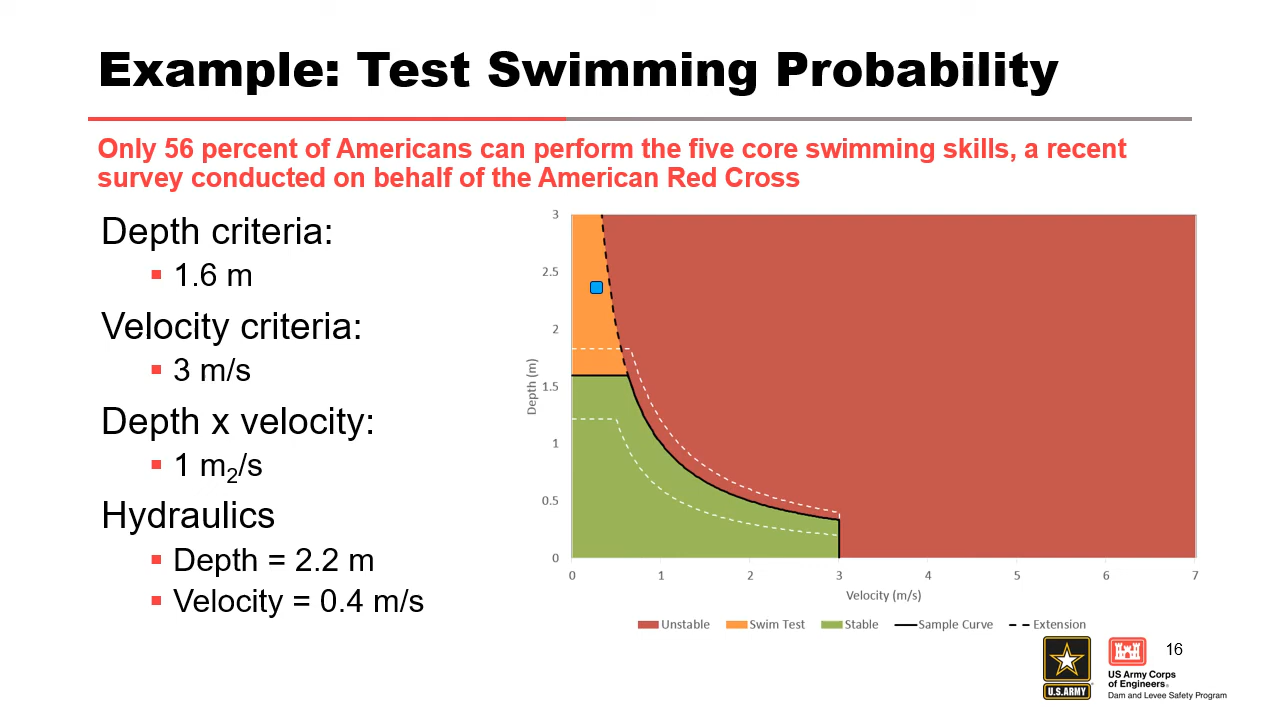 Example: Test Swimming Probability
Only 56 percent of Americans can perform the five core swimming skills, a recent
survey conducted on behalf of the American Red Cross
Depth criteria:
▪ 1.6 m
Velocity criteria:
▪ 3 m/s
Depth x velocity:
▪ 1 m₂/s
Hydraulics
▪ Depth = 2.2 m
▪ Velocity = 0.4 m/s
Depth (m)
3
2.5
2
1.5
1
0.5
0
0 1 2 3 4 5 6 7
Velocity (m/s)
Unstable Swim Test Stable Sample Curve Extension
U.S.ARMY
US Army Corps
of Engineers®
Dam and Levee Safety Program
16